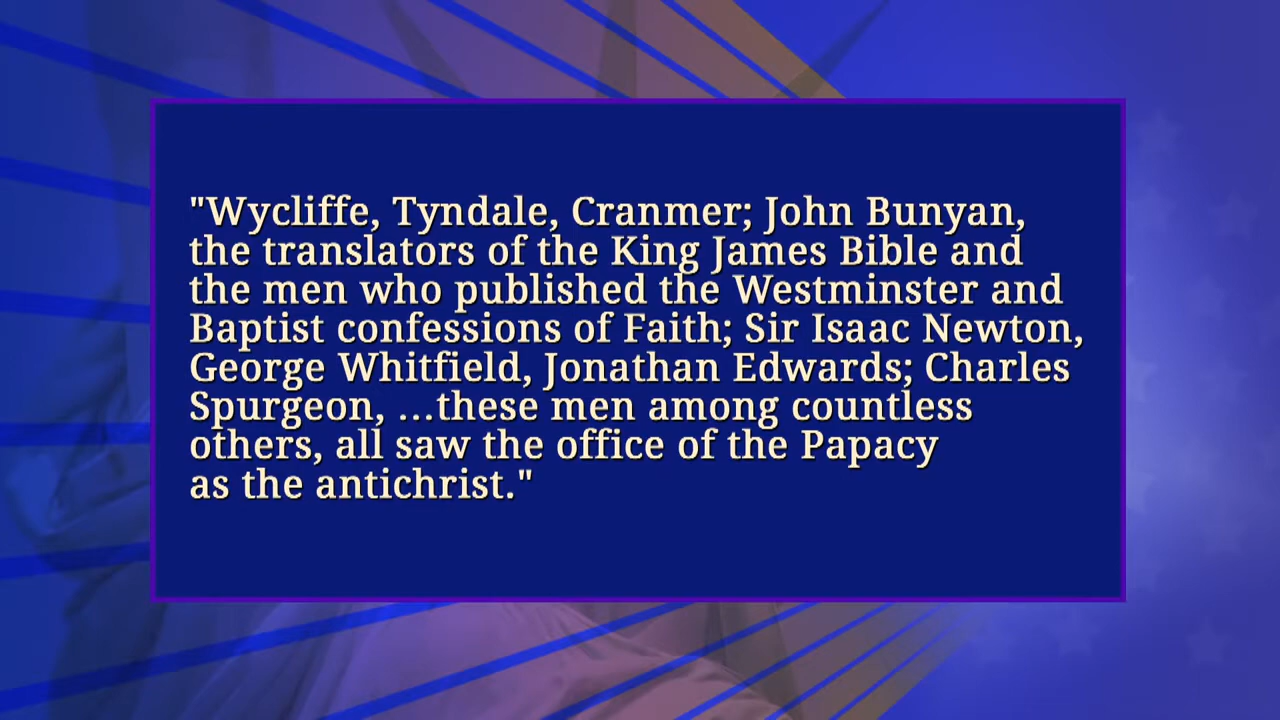 "Wycliffe, Tyndale, Cranmer; John Bunyan,
the translators of the King James Bible and
the men who published the Westminster and
Baptist confessions of Faith; Sir Isaac Newton,
George Whitfield, Jonathan Edwards; Charles
Spurgeon, ...these men among countless
others, all saw the office of the Papacy
as the antichrist."